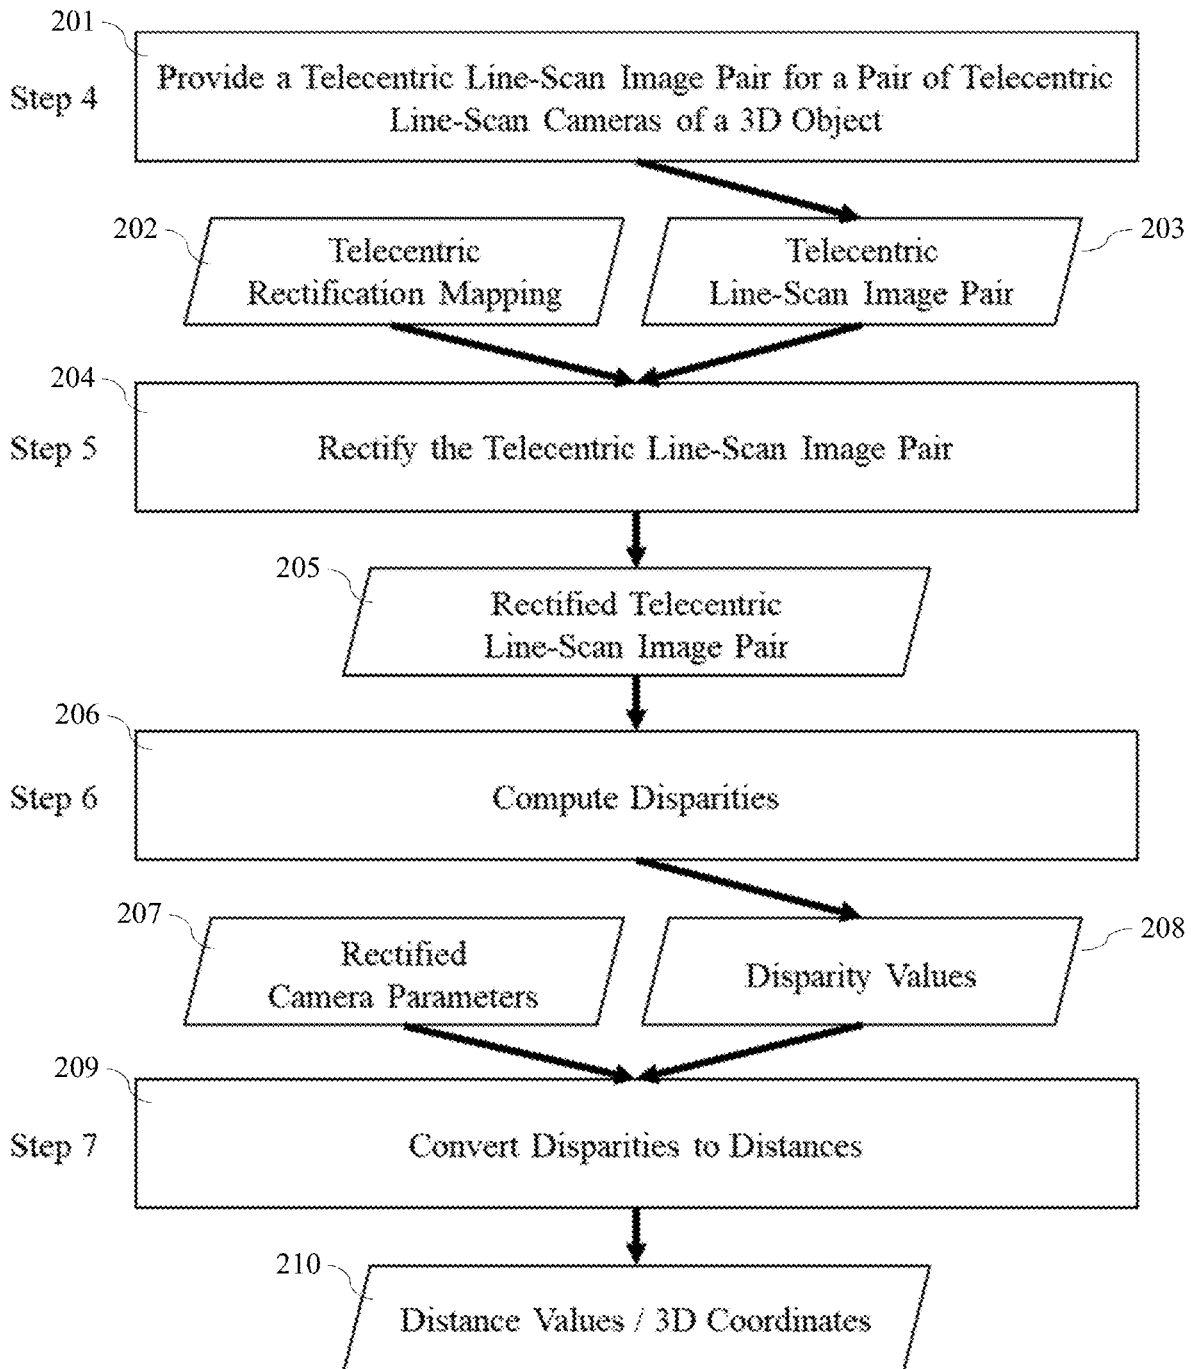 201
Step 4
Provide a Telecentric Line-Scan Image Pair for a Pair of Telecentric
Line-Scan Cameras of a 3D Object
202
Telecentric
Rectification Mapping
Telecentric
Line-Scan Image Pair
203
204
Step 5
Rectify the Telecentric Line-Scan Image Pair
205
Rectified Telecentric
Line-Scan Image Pair
206
Step 6
Compute Disparities
207
Rectified
Camera Parameters
Disparity Values
208
209
Step 7
Convert Disparities to Distances
210
Distance Values / 3D Coordinates